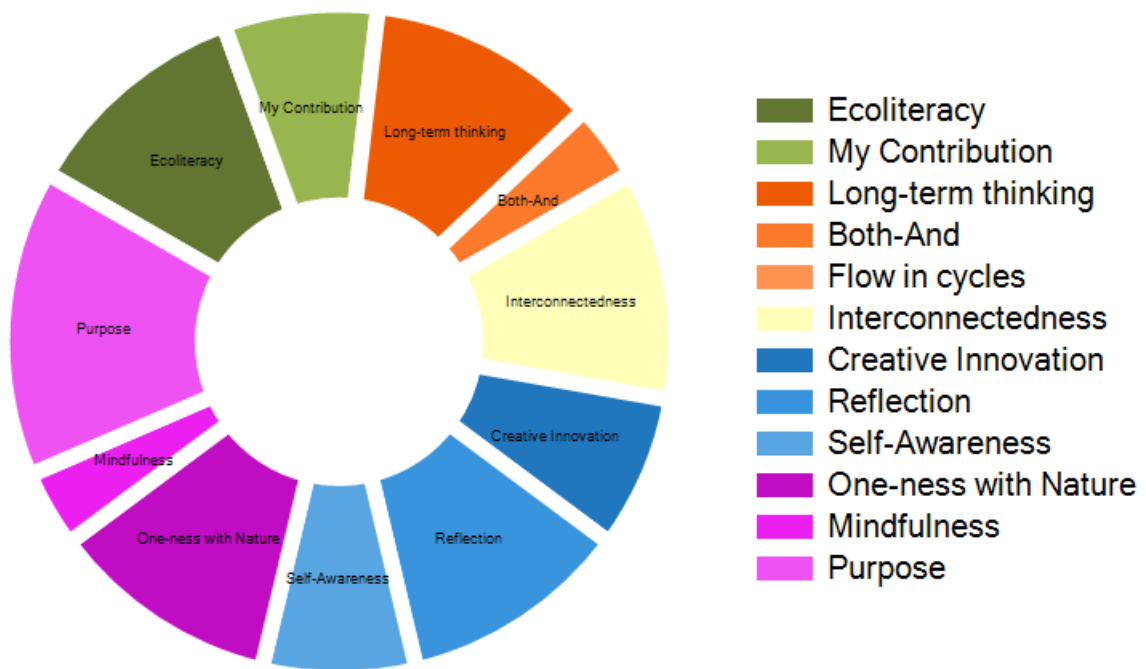 My Contribution
Long-term thinking
Ecoliteracy
Both-And
Interconnectedness
Purpose
Creative Innovation
Mindfulness
One-ness with Nature
Reflection
Self-Awareness
Ecoliteracy
My Contribution
Long-term thinking
Both-And
Flow in cycles
Interconnectedness
Creative Innovation
Reflection
Self-Awareness
One-ness with Nature
Mindfulness
Purpose